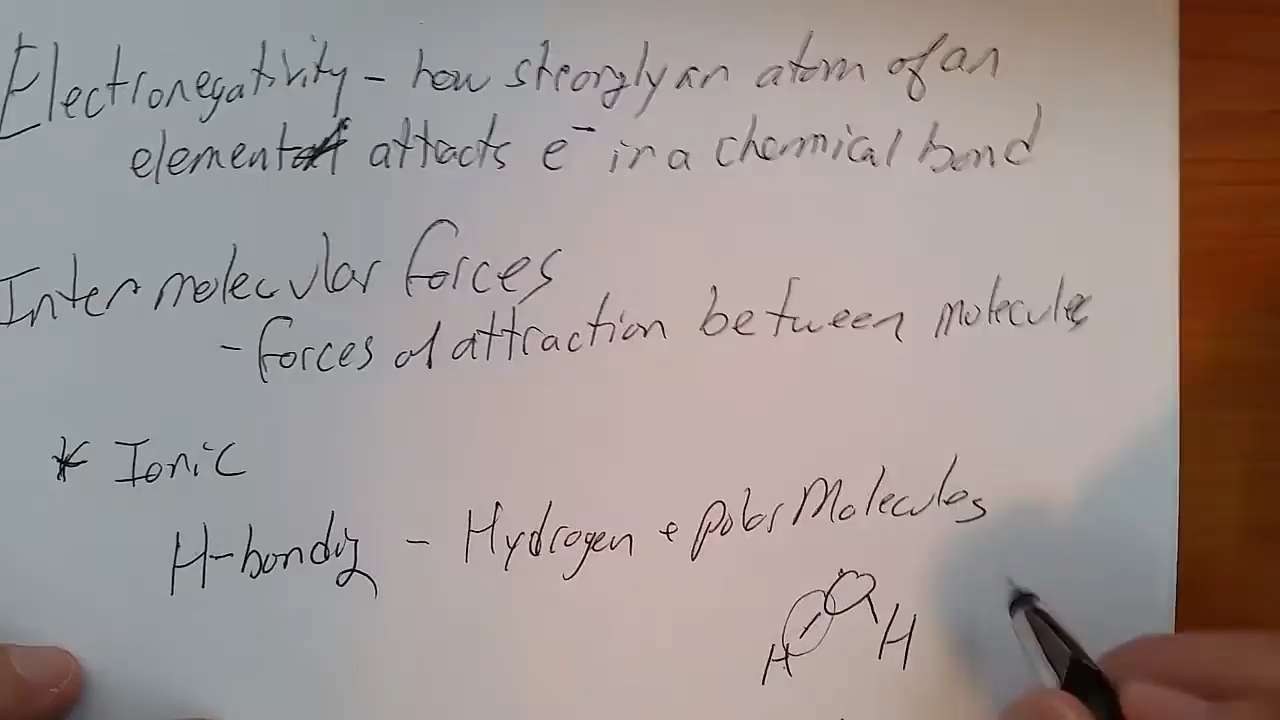 Electronegativity - how strongly an atom of an
element attacts e⁻ in a chemical bond
Intermolecular forces
- forces of attraction between molecules
* Ionic
H-bonding - Hydrogen + polar Molecules
O
H H